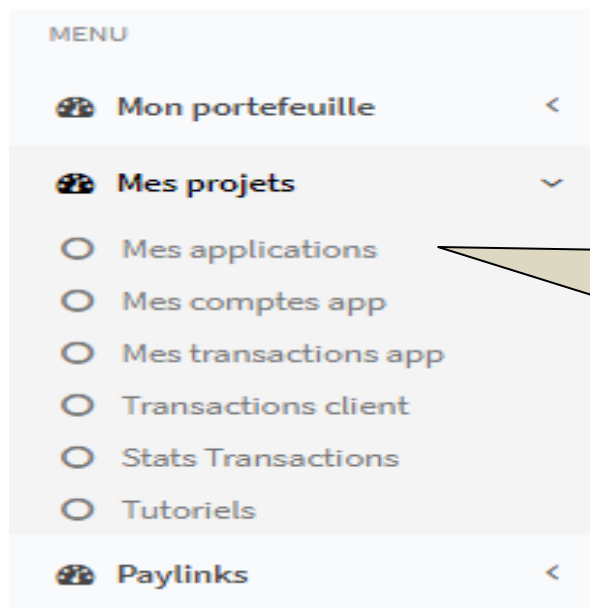 MENU
Mon portefeuille
Mes projets
Mes applications
Mes comptes app
Mes transactions app
Transactions client
Stats Transactions
Tutoriels
Paylinks